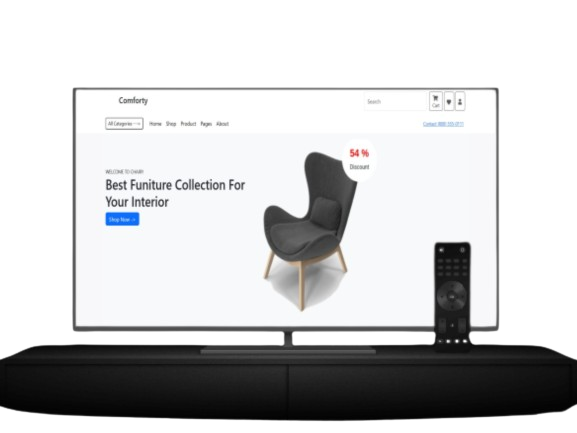 Comforty
Search
Cart
All Categories
Home Shop Product Pages About
Contact: (808) 555-0111
54 %
Discount
WELCOME TO CHAIRY
Best Funiture Collection For
Your Interior
Shop Now